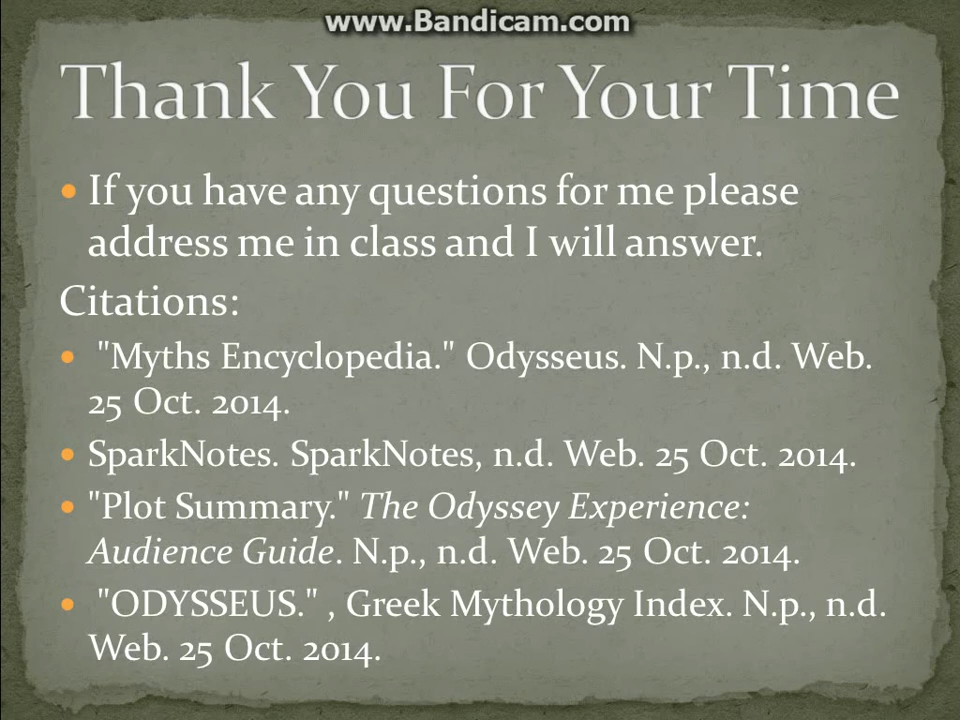 www.Bandicam.com
Thank You For Your Time
• If you have any questions for me please
address me in class and I will answer.
Citations:
• "Myths Encyclopedia." Odysseus. N.p., n.d. Web.
25 Oct. 2014.
• SparkNotes. SparkNotes, n.d. Web. 25 Oct. 2014.
• "Plot Summary." The Odyssey Experience:
Audience Guide. N.p., n.d. Web. 25 Oct. 2014.
• "ODYSSEUS." , Greek Mythology Index. N.p., n.d.
Web. 25 Oct. 2014.